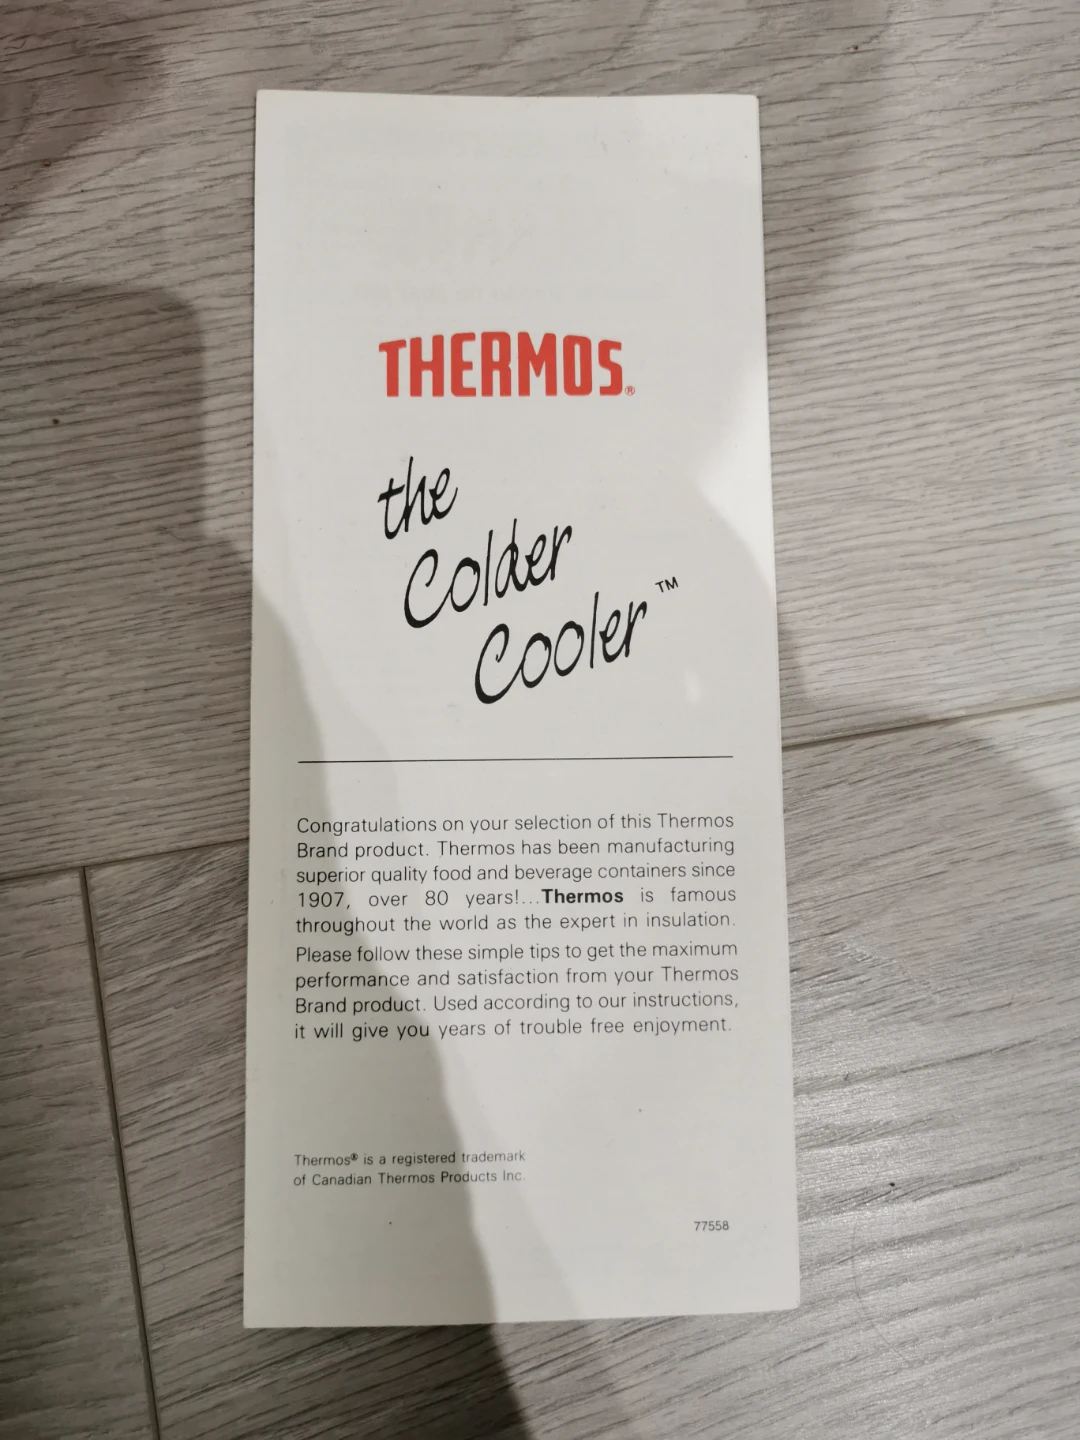 THERMOS®
the
Colder
Cooler™
Congratulations on your selection of this Thermos
Brand product. Thermos has been manufacturing
superior quality food and beverage containers since
1907, over 80 years!...Thermos is famous
throughout the world as the expert in insulation.
Please follow these simple tips to get the maximum
performance and satisfaction from your Thermos
Brand product. Used according to our instructions,
it will give you years of trouble free enjoyment.
Thermos® is a registered trademark
of Canadian Thermos Products Inc.
77558